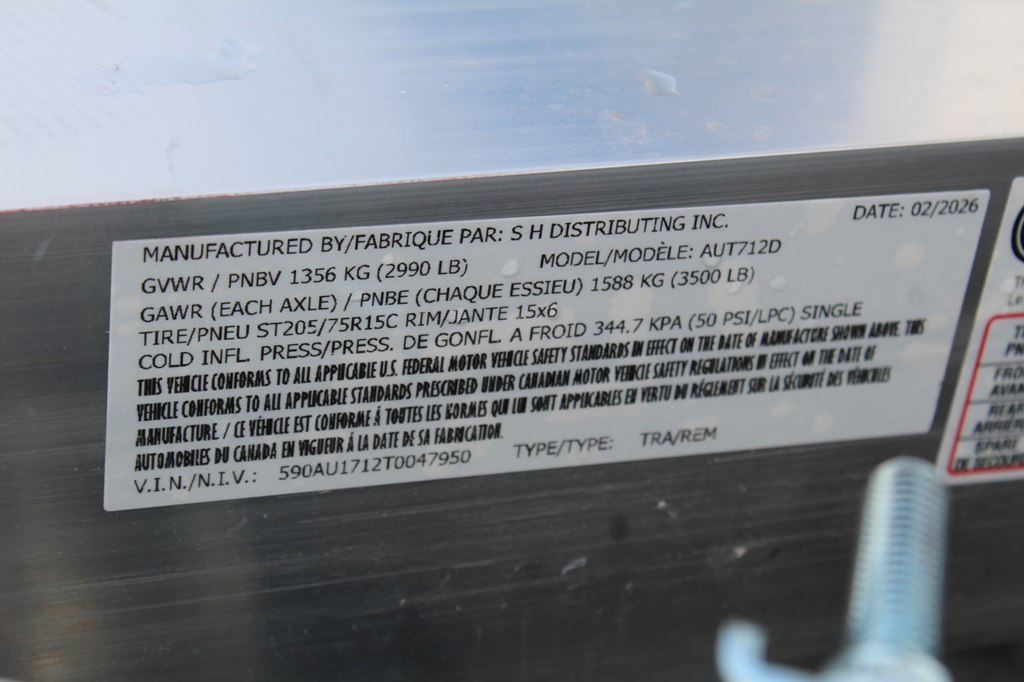 DATE: 02/2026
MANUFACTURED BY/FABRIQUE PAR: S H DISTRIBUTING INC.
GVWR / PNBV 1356 KG (2990 LB) MODEL/MODÈLE: AUT712D
GAWR (EACH AXLE) / PNBE (CHAQUE ESSIEU) 1588 KG (3500 LB)
TIRE/PNEU ST205/75R15C RIM/JANTE 15x6
COLD INFL. PRESS/PRESS. DE GONFL. A FROID 344.7 KPA (50 PSI/LPC) SINGLE
THIS VEHICLE CONFORMS TO ALL APPLICABLE U.S. FEDERAL MOTOR VEHICLE SAFETY STANDARDS IN EFFECT ON THE DATE OF MANUFACTURE SHOWN ABOVE. THIS
VEHICLE CONFORMS TO ALL APPLICABLE STANDARDS PRESCRIBED UNDER CANADIAN MOTOR VEHICLE SAFETY REGULATIONS IN EFFECT ON THE DATE OF
MANUFACTURE. / CE VÉHICLE EST CONFORME À TOUTES LES NORMES QUI LUI SONT APPLICABLES EN VERTU DU RÉGLEMENT SUR LA SÉCURITÉ DES VÉHICULES
AUTOMOBILES DU CANADA EN VIGUEUR À LA DATE DE SA FABRICATION.
V.I.N./N.I.V.: 590AU1712T0047950 TYPE/TYPE: TRA/REM